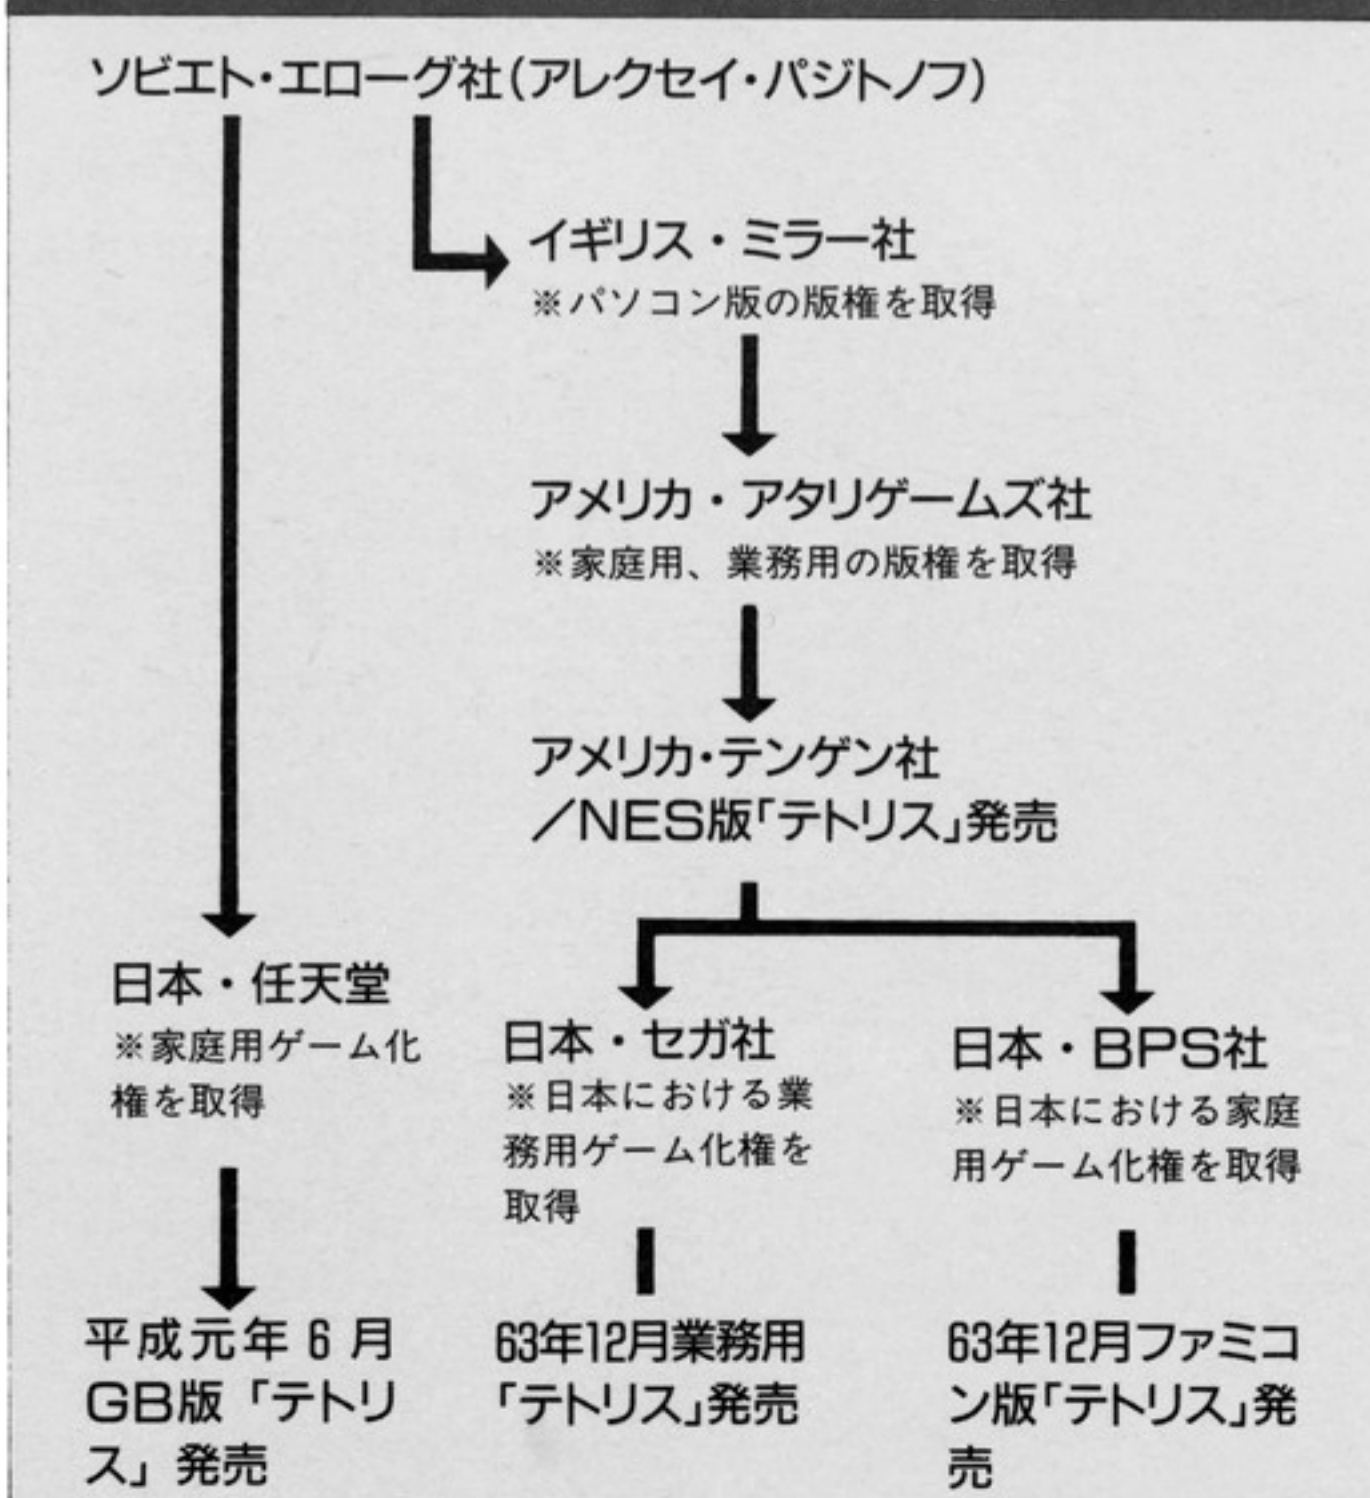 ソビエト・エローグ社(アレクセイ・パジトノフ)
イギリス・ミラー社
※パソコン版の版権を取得
アメリカ・アタリゲームズ社
※家庭用、業務用の版権を取得
アメリカ・テンゲン社
/NES版「テトリス」発売
日本・任天堂
※家庭用ゲーム化
権を取得
平成元年6月
GB版「テトリ
ス」発売
日本・セガ社
※日本における業
務用ゲーム化権を
取得
63年12月業務用
「テトリス」発売
日本・BPS社
※日本における家庭
用ゲーム化権を取得
63年12月ファミコ
ン版「テトリス」発
売